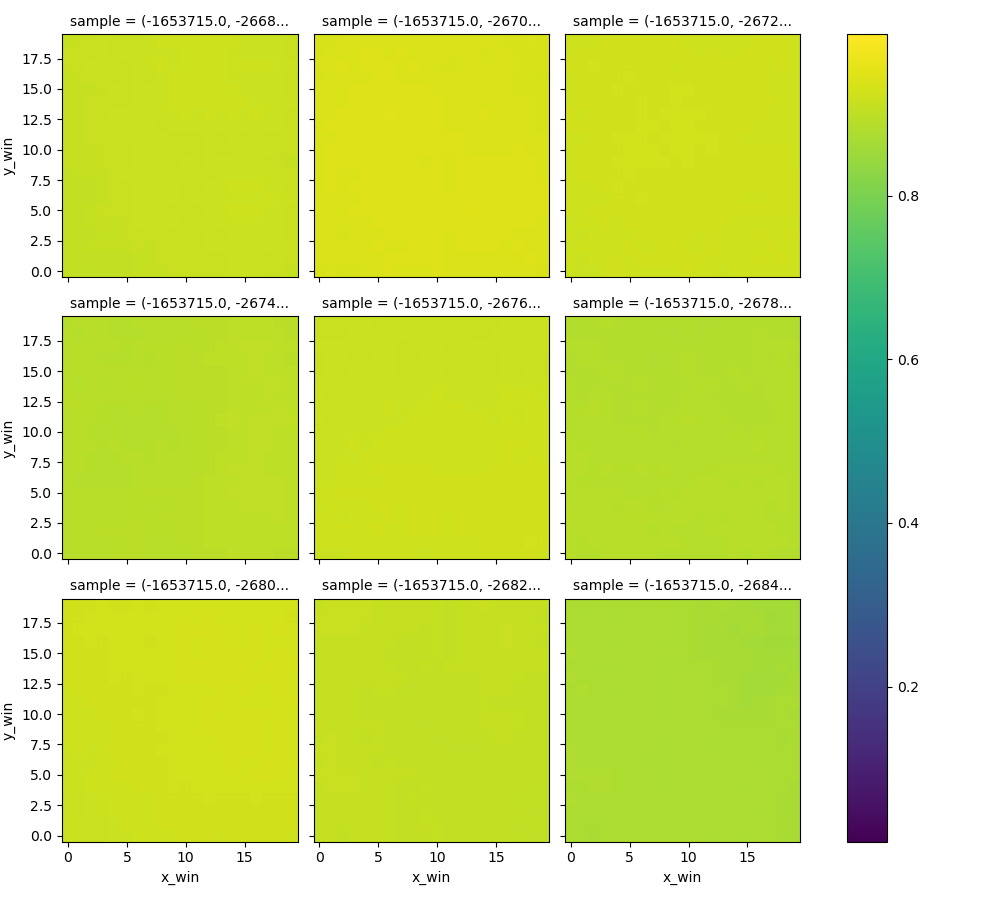 sample = (-1653715.0, -2668...
sample = (-1653715.0, -2670...
sample = (-1653715.0, -2672...
17.5
15.0
12.5
10.0
7.5
5.0
2.5
0.0
y_win
0.8
0.6
0.4
0.2
sample = (-1653715.0, -2674...
sample = (-1653715.0, -2676...
sample = (-1653715.0, -2678...
17.5
15.0
12.5
10.0
7.5
5.0
2.5
0.0
y_win
sample = (-1653715.0, -2680...
sample = (-1653715.0, -2682...
sample = (-1653715.0, -2684...
17.5
15.0
12.5
10.0
7.5
5.0
2.5
0.0
y_win
0 5 10 15
0 5 10 15
0 5 10 15
x_win
x_win
x_win